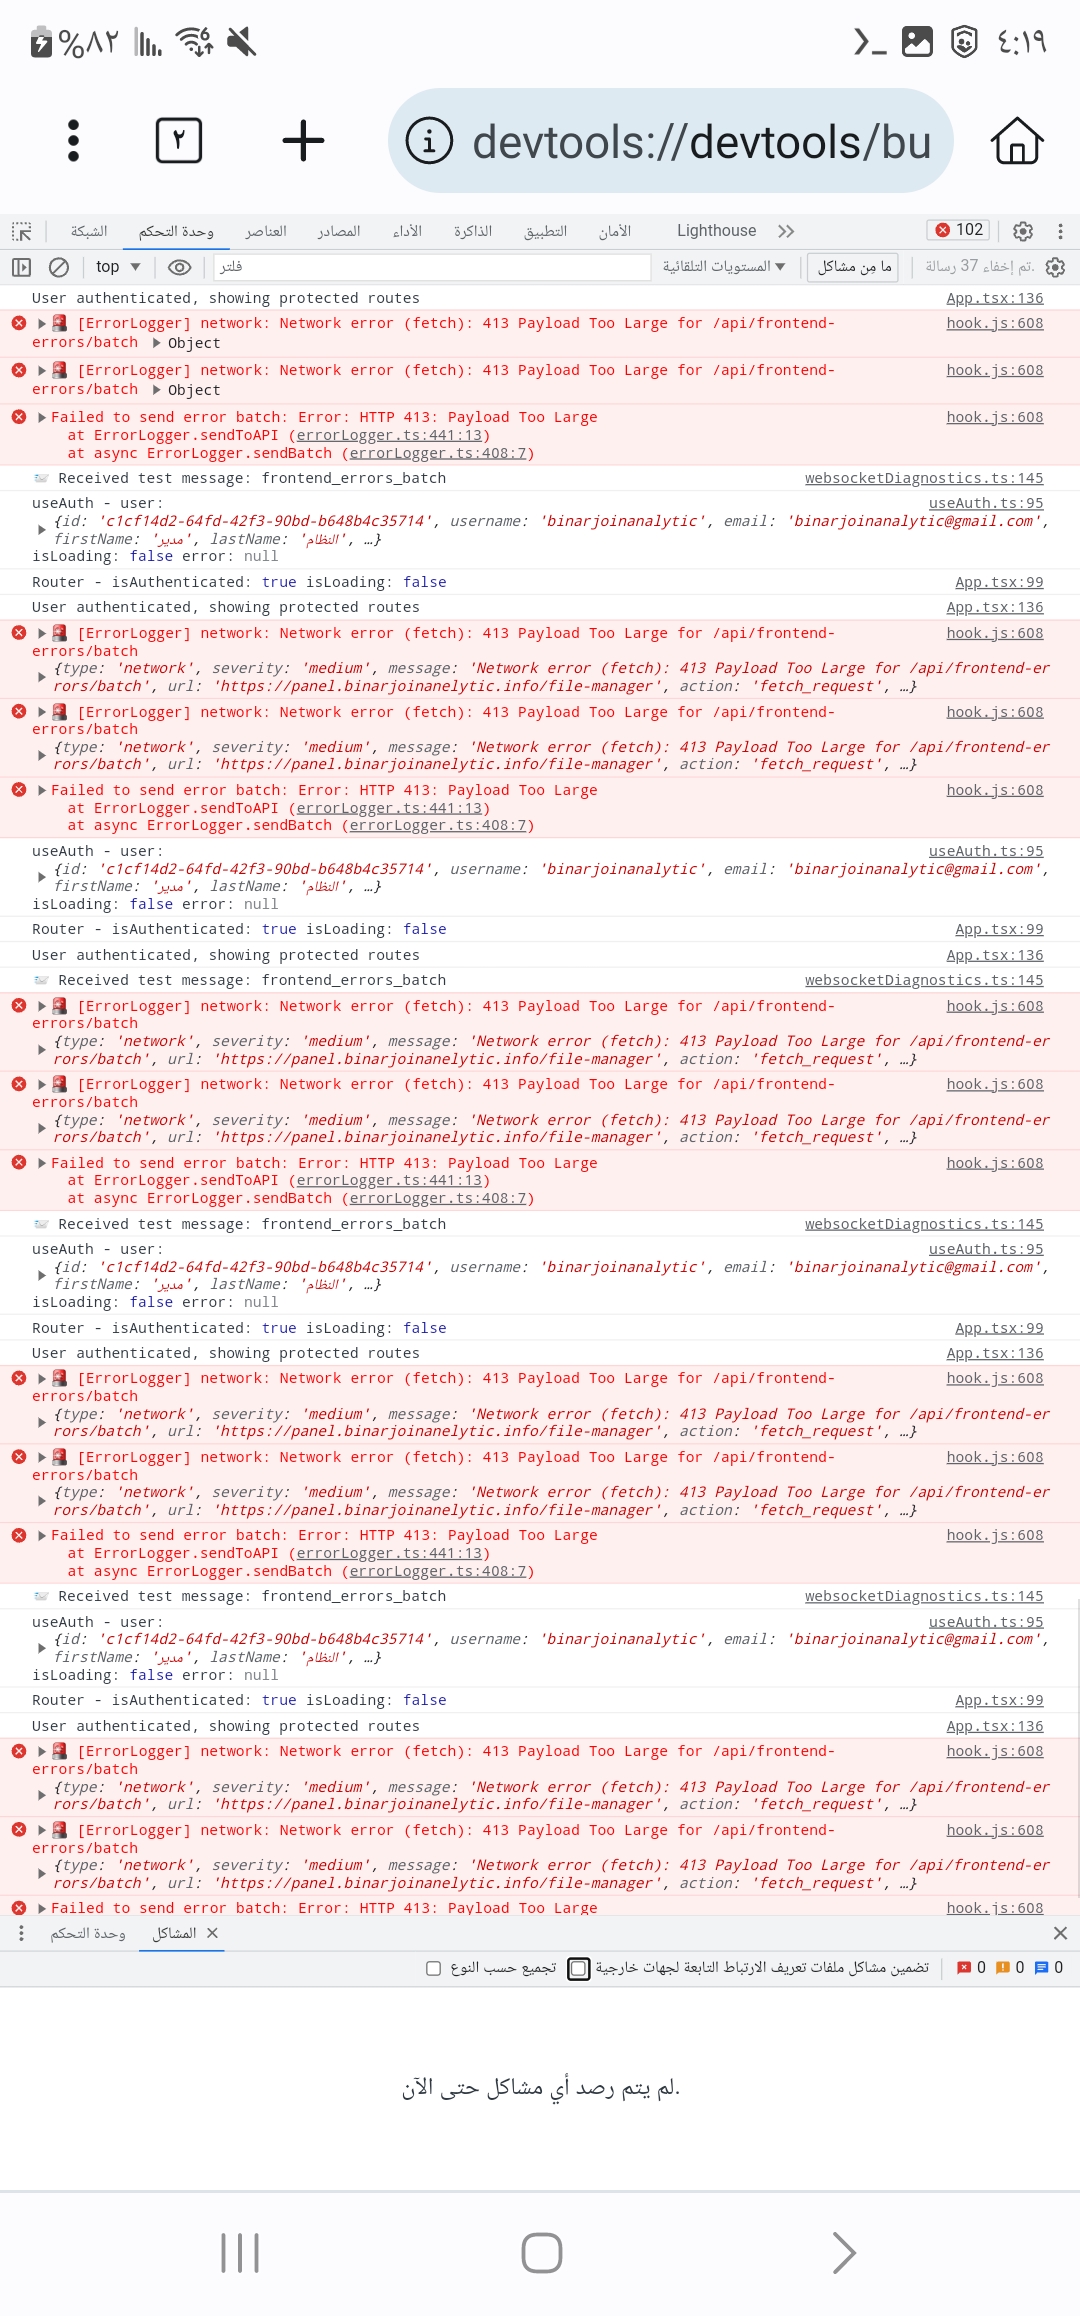 %٨٢
6
٤:١٩
٢
devtools://devtools/bu
الشبكة وحدة التحكم العناصر المصادر الأداء الذاكرة التطبيق الأمان Lighthouse 102
top فلتر المستويات التلقائية ما مِن مشاكل تم إخفاء 37 رسالة.
User authenticated, showing protected routes App.tsx:136
[ErrorLogger] network: Network error (fetch): 413 Payload Too Large for /api/frontend- hook.js:608
errors/batch Object
[ErrorLogger] network: Network error (fetch): 413 Payload Too Large for /api/frontend- hook.js:608
errors/batch Object
Failed to send error batch: Error: HTTP 413: Payload Too Large hook.js:608
at ErrorLogger.sendToAPI (errorLogger.ts:441:13)
at async ErrorLogger.sendBatch (errorLogger.ts:408:7)
Received test message: frontend_errors_batch websocketDiagnostics.ts:145
useAuth - user: useAuth.ts:95
{id: 'c1cf14d2-64fd-42f3-90bd-b648b4c35714', username: 'binarjoinanalytic', email: 'binarjoinanalytic@gmail.com',
firstName: 'مدير', lastName: 'النظام', …}
isLoading: false error: null
Router - isAuthenticated: true isLoading: false App.tsx:99
User authenticated, showing protected routes App.tsx:136
[ErrorLogger] network: Network error (fetch): 413 Payload Too Large for /api/frontend- hook.js:608
errors/batch
{type: 'network', severity: 'medium', message: 'Network error (fetch): 413 Payload Too Large for /api/frontend-er
rors/batch', url: 'https://panel.binarjoinanelytic.info/file-manager', action: 'fetch_request', …}
[ErrorLogger] network: Network error (fetch): 413 Payload Too Large for /api/frontend- hook.js:608
errors/batch
{type: 'network', severity: 'medium', message: 'Network error (fetch): 413 Payload Too Large for /api/frontend-er
rors/batch', url: 'https://panel.binarjoinanelytic.info/file-manager', action: 'fetch_request', …}
Failed to send error batch: Error: HTTP 413: Payload Too Large hook.js:608
at ErrorLogger.sendToAPI (errorLogger.ts:441:13)
at async ErrorLogger.sendBatch (errorLogger.ts:408:7)
useAuth - user: useAuth.ts:95
{id: 'c1cf14d2-64fd-42f3-90bd-b648b4c35714', username: 'binarjoinanalytic', email: 'binarjoinanalytic@gmail.com',
firstName: 'مدير', lastName: 'النظام', …}
isLoading: false error: null
Router - isAuthenticated: true isLoading: false App.tsx:99
User authenticated, showing protected routes App.tsx:136
Received test message: frontend_errors_batch websocketDiagnostics.ts:145
[ErrorLogger] network: Network error (fetch): 413 Payload Too Large for /api/frontend- hook.js:608
errors/batch
{type: 'network', severity: 'medium', message: 'Network error (fetch): 413 Payload Too Large for /api/frontend-er
rors/batch', url: 'https://panel.binarjoinanelytic.info/file-manager', action: 'fetch_request', …}
[ErrorLogger] network: Network error (fetch): 413 Payload Too Large for /api/frontend- hook.js:608
errors/batch
{type: 'network', severity: 'medium', message: 'Network error (fetch): 413 Payload Too Large for /api/frontend-er
rors/batch', url: 'https://panel.binarjoinanelytic.info/file-manager', action: 'fetch_request', …}
Failed to send error batch: Error: HTTP 413: Payload Too Large hook.js:608
at ErrorLogger.sendToAPI (errorLogger.ts:441:13)
at async ErrorLogger.sendBatch (errorLogger.ts:408:7)
Received test message: frontend_errors_batch websocketDiagnostics.ts:145
useAuth - user: useAuth.ts:95
{id: 'c1cf14d2-64fd-42f3-90bd-b648b4c35714', username: 'binarjoinanalytic', email: 'binarjoinanalytic@gmail.com',
firstName: 'مدير', lastName: 'النظام', …}
isLoading: false error: null
Router - isAuthenticated: true isLoading: false App.tsx:99
User authenticated, showing protected routes App.tsx:136
[ErrorLogger] network: Network error (fetch): 413 Payload Too Large for /api/frontend- hook.js:608
errors/batch
{type: 'network', severity: 'medium', message: 'Network error (fetch): 413 Payload Too Large for /api/frontend-er
rors/batch', url: 'https://panel.binarjoinanelytic.info/file-manager', action: 'fetch_request', …}
[ErrorLogger] network: Network error (fetch): 413 Payload Too Large for /api/frontend- hook.js:608
errors/batch
{type: 'network', severity: 'medium', message: 'Network error (fetch): 413 Payload Too Large for /api/frontend-er
rors/batch', url: 'https://panel.binarjoinanelytic.info/file-manager', action: 'fetch_request', …}
Failed to send error batch: Error: HTTP 413: Payload Too Large hook.js:608
at ErrorLogger.sendToAPI (errorLogger.ts:441:13)
at async ErrorLogger.sendBatch (errorLogger.ts:408:7)
Received test message: frontend_errors_batch websocketDiagnostics.ts:145
useAuth - user: useAuth.ts:95
{id: 'c1cf14d2-64fd-42f3-90bd-b648b4c35714', username: 'binarjoinanalytic', email: 'binarjoinanalytic@gmail.com',
firstName: 'مدير', lastName: 'النظام', …}
isLoading: false error: null
Router - isAuthenticated: true isLoading: false App.tsx:99
User authenticated, showing protected routes App.tsx:136
[ErrorLogger] network: Network error (fetch): 413 Payload Too Large for /api/frontend- hook.js:608
errors/batch
{type: 'network', severity: 'medium', message: 'Network error (fetch): 413 Payload Too Large for /api/frontend-er
rors/batch', url: 'https://panel.binarjoinanelytic.info/file-manager', action: 'fetch_request', …}
[ErrorLogger] network: Network error (fetch): 413 Payload Too Large for /api/frontend- hook.js:608
errors/batch
{type: 'network', severity: 'medium', message: 'Network error (fetch): 413 Payload Too Large for /api/frontend-er
rors/batch', url: 'https://panel.binarjoinanelytic.info/file-manager', action: 'fetch_request', …}
Failed to send error batch: Error: HTTP 413: Payload Too Large hook.js:608
وحدة التحكم المشاكل
تجميع حسب النوع تضمين مشاكل ملفات تعريف الارتباط التابعة لجهات خارجية 0 0 0
لم يتم رصد أي مشاكل حتى الآن.